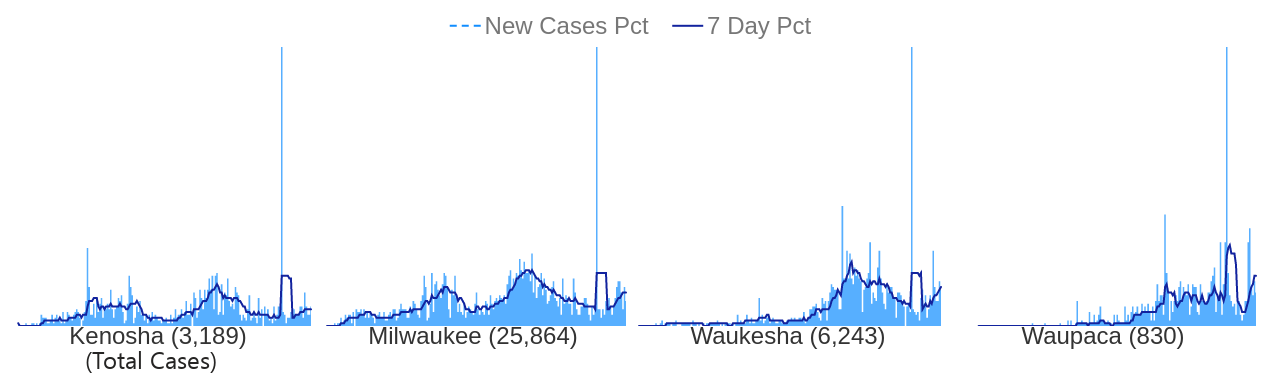 New Cases Pct 7 Day Pct
Kenosha (3,189) Milwaukee (25,864) Waukesha (6,243) Waupaca (830)
(Total Cases)